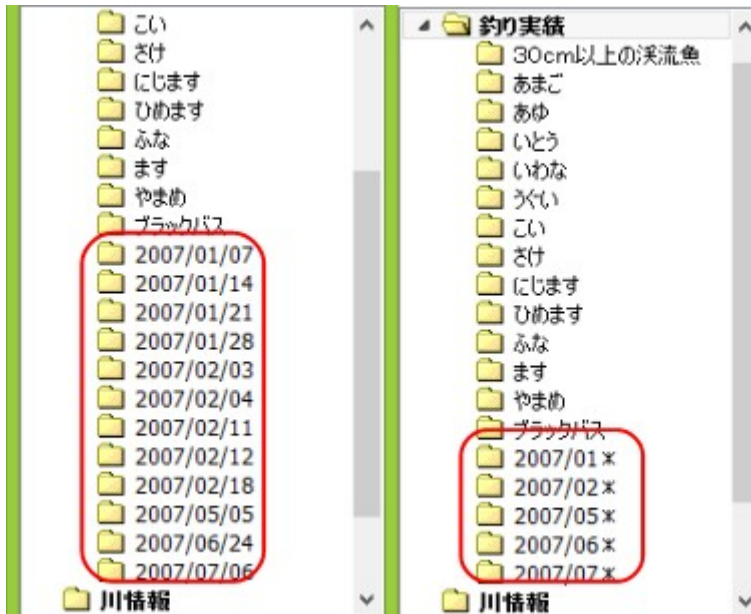 こい
さけ
にじます
ひめます
ふな
ます
やまめ
ブラックバス
2007/01/07
2007/01/14
2007/01/21
2007/01/28
2007/02/03
2007/02/04
2007/02/11
2007/02/12
2007/02/18
2007/05/05
2007/06/24
2007/07/06
川情報
釣り実績
30cm以上の渓流魚
あまご
あゆ
いとう
いわな
うぐい
こい
さけ
にじます
ひめます
ふな
ます
やまめ
ブラックバス
2007/01*
2007/02*
2007/05*
2007/06*
2007/07*
川情報